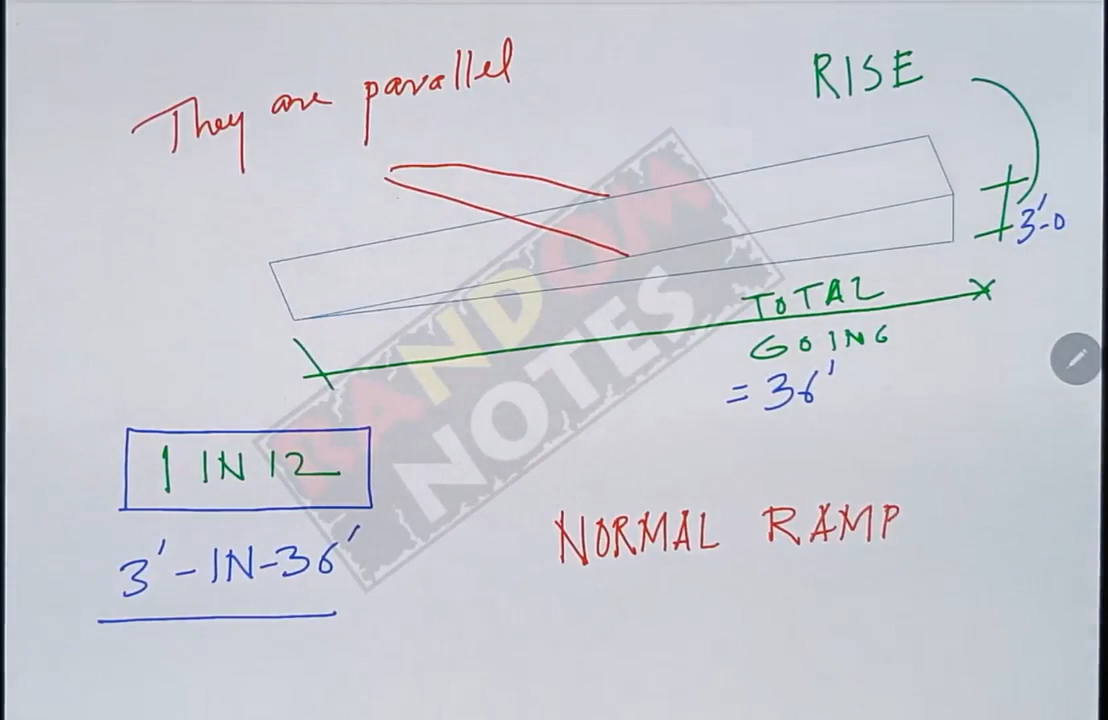 They are parallel
RISE
3'-0
TOTAL
GOING
= 36'
1 IN 12
3'-IN-36'
NORMAL RAMP
RANDOM
NOTES